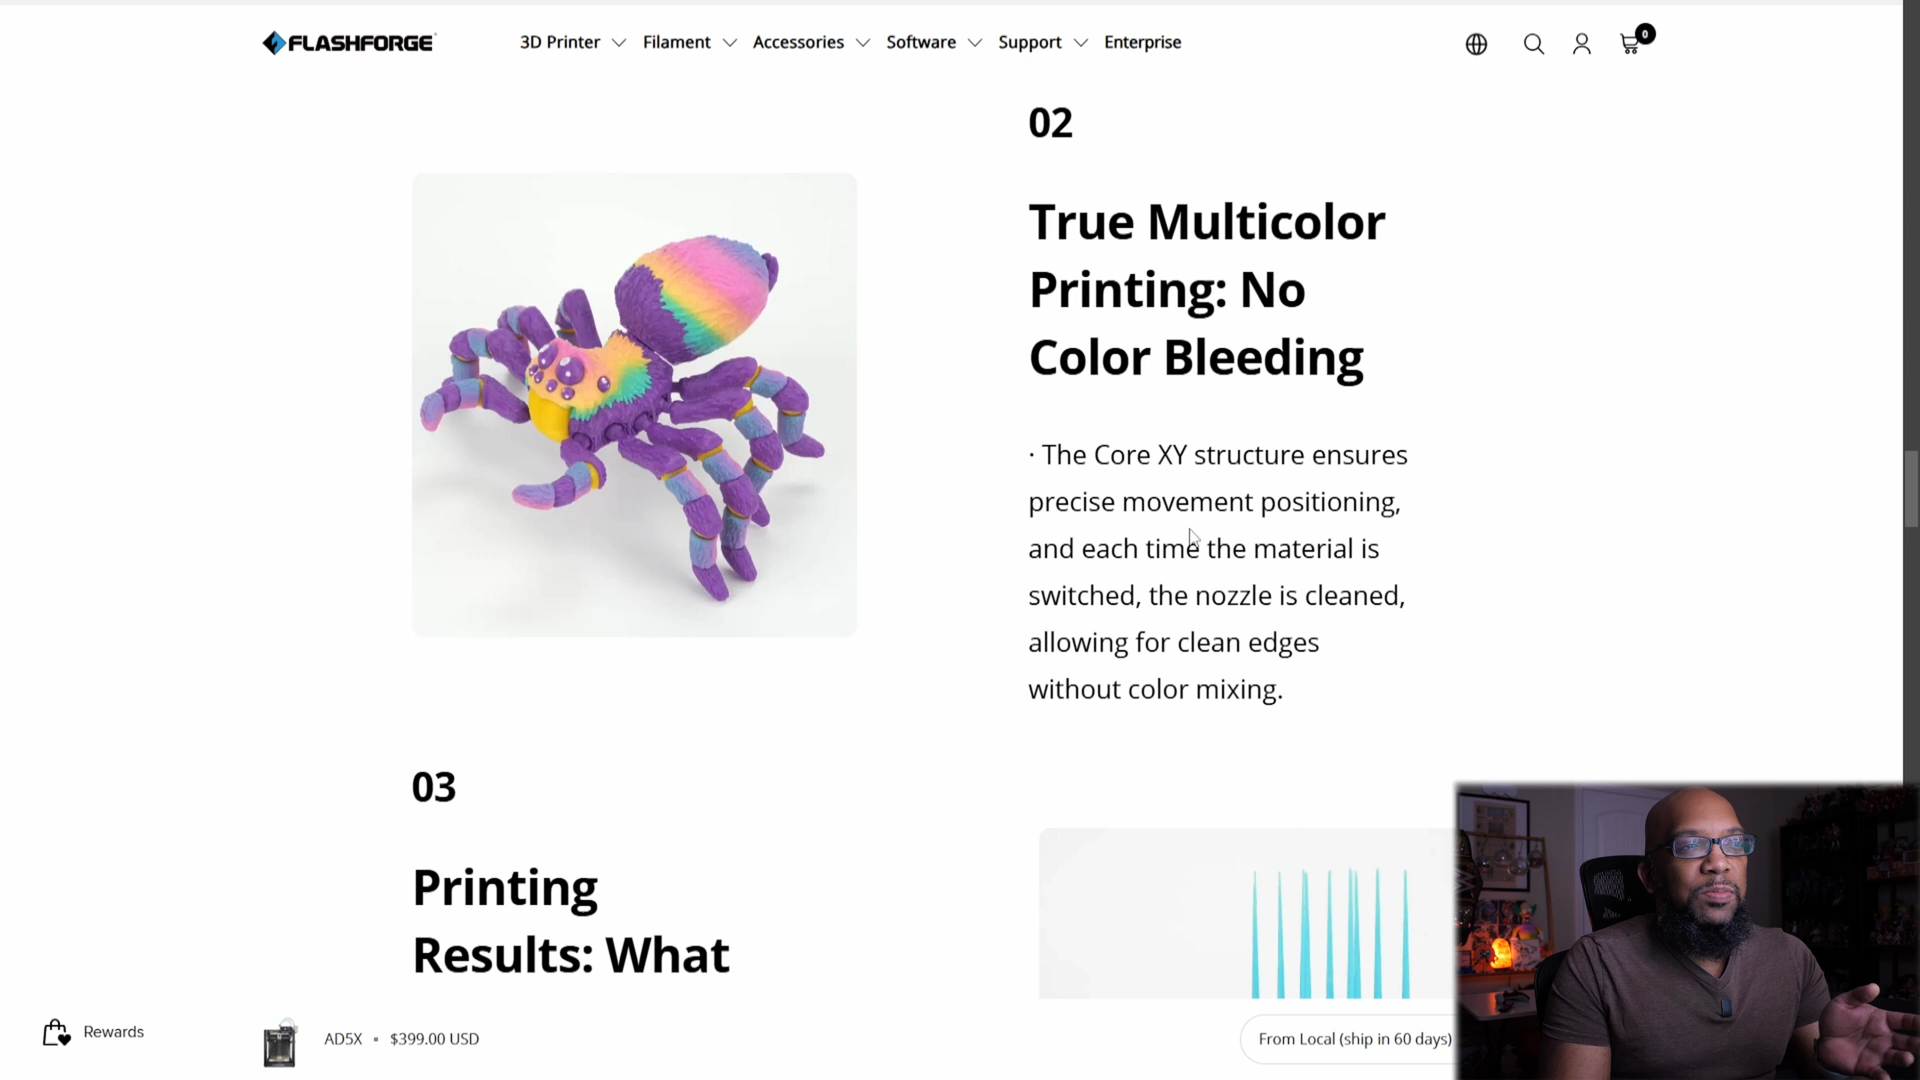 FLASHFORGE
3D Printer Filament Accessories Software Support Enterprise
0
02
True Multicolor
Printing: No
Color Bleeding
· The Core XY structure ensures
precise movement positioning,
and each time the material is
switched, the nozzle is cleaned,
allowing for clean edges
without color mixing.
03
Printing
Results: What
Rewards
AD5X ▪ $399.00 USD
From Local (ship in 60 days)